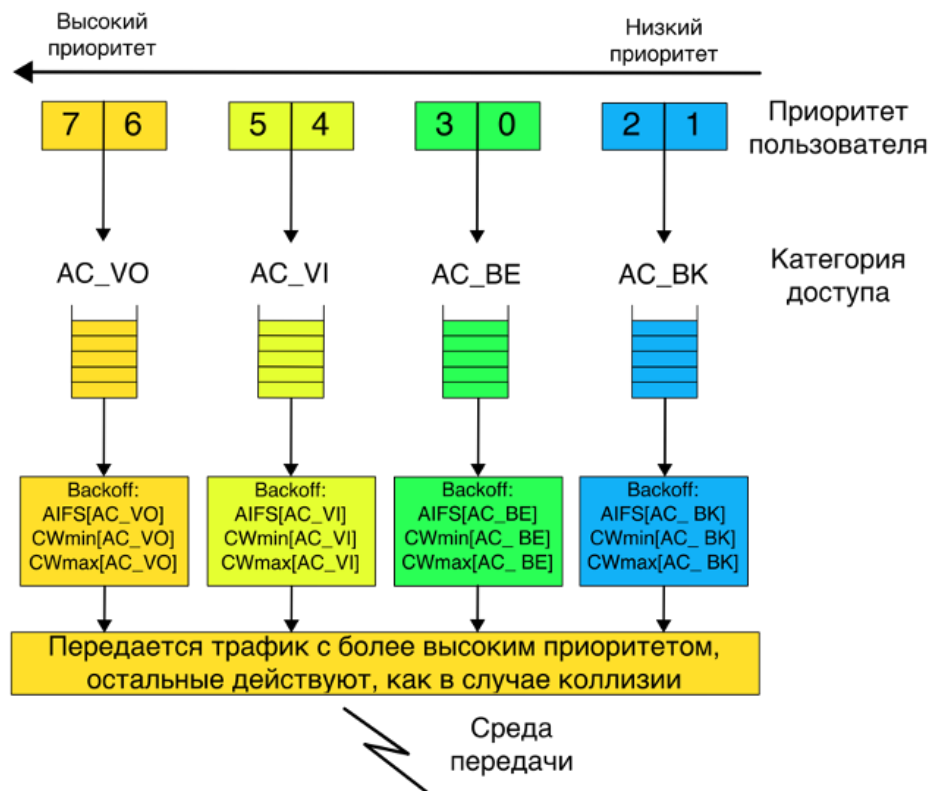 Высокий
приоритет
Низкий
приоритет
7 6
5 4
3 0
2 1
Приоритет
пользователя
AC_VO
AC_VI
AC_BE
AC_BK
Категория
доступа
Backoff:
AIFS[AC_VO]
CWmin[AC_VO]
CWmax[AC_VO]
Backoff:
AIFS[AC_VI]
CWmin[AC_VI]
CWmax[AC_VI]
Backoff:
AIFS[AC_BE]
CWmin[AC_ BE]
CWmax[AC_ BE]
Backoff:
AIFS[AC_ BK]
CWmin[AC_ BK]
CWmax[AC_ BK]
Передается трафик с более высоким приоритетом,
остальные действуют, как в случае коллизии
Среда
передачи